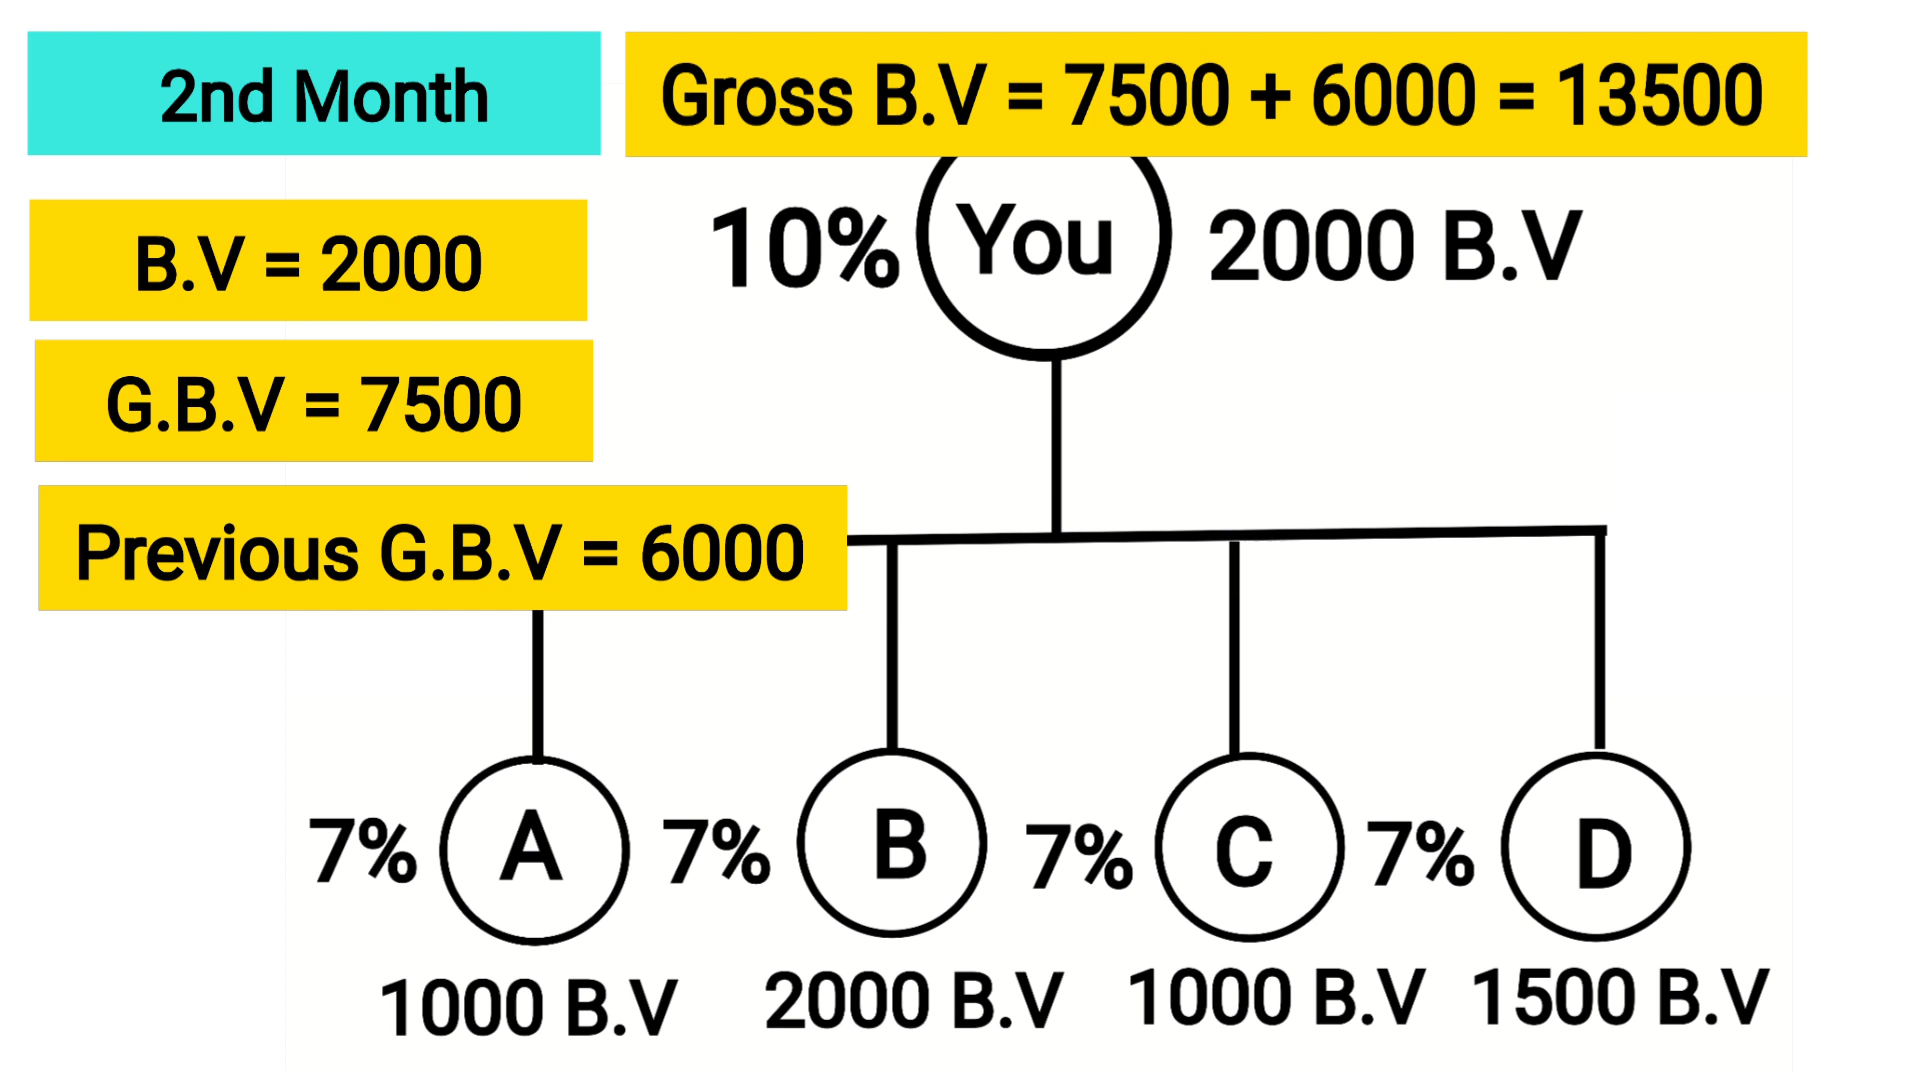 2nd Month
Gross B.V = 7500 + 6000 = 13500
B.V = 2000
10%
You
2000 B.V
G.B.V = 7500
Previous G.B.V = 6000
7%
A
7%
B
7%
C
7%
D
1000 B.V
2000 B.V
1000 B.V
1500 B.V